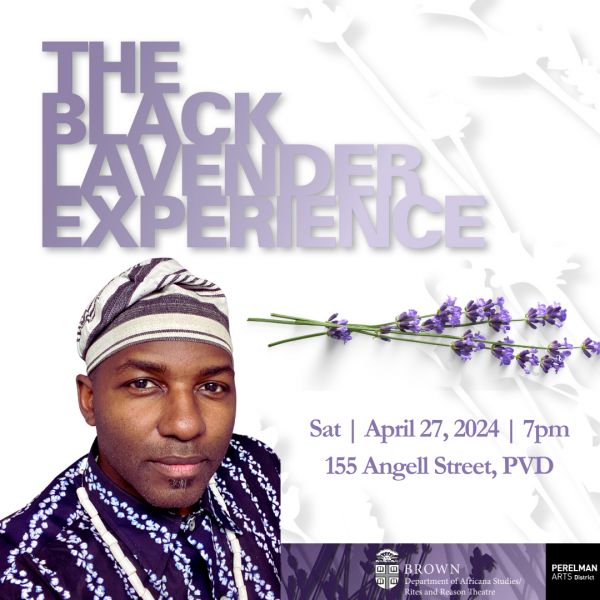 THE
BLACK
LAVENDER
EXPERIENCE
Sat | April 27, 2024 | 7pm
155 Angell Street, PVD
BROWN
Department of Africana Studies/
Rites and Reason Theatre
PERELMAN
ARTS District